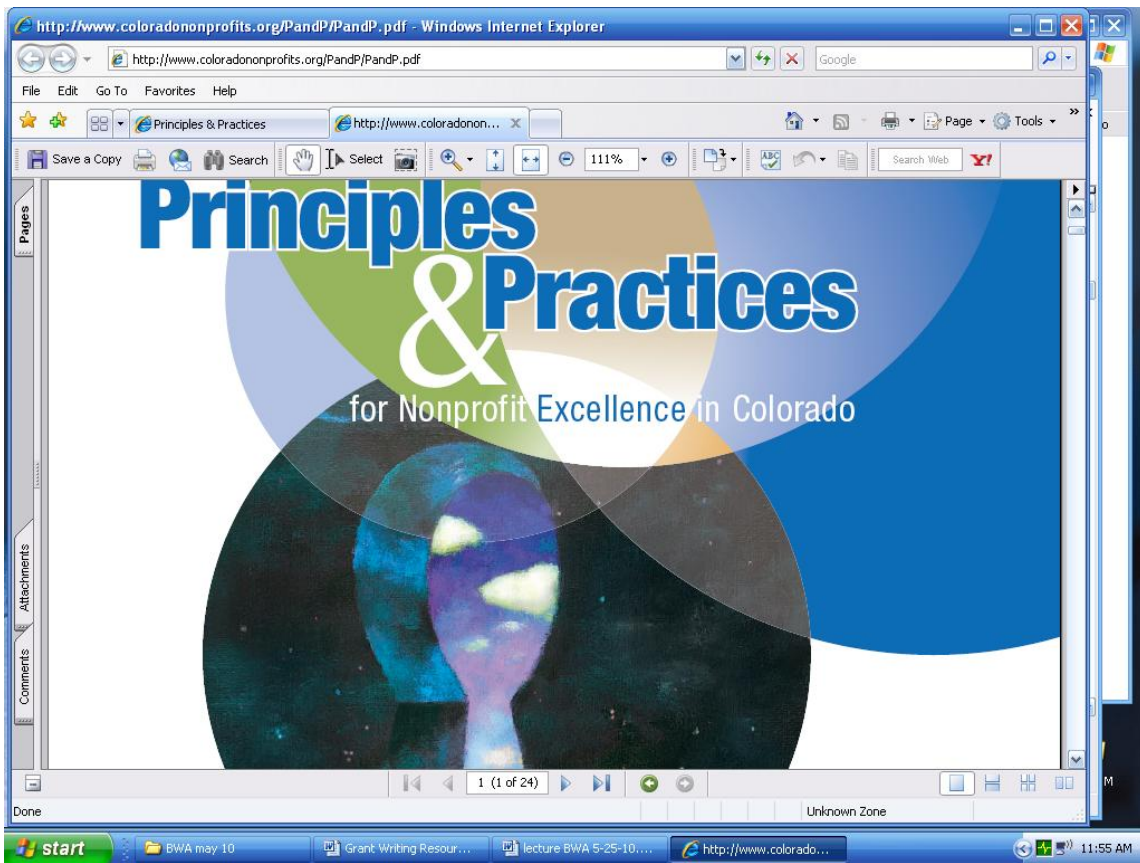 http://www.coloradononprofits.org/PandP/PandP.pdf - Windows Internet Explorer
http://www.coloradononprofits.org/PandP/PandP.pdf
Google
File Edit Go To Favorites Help
Principles & Practices
http://www.coloradonon...
Page
Tools
Save a Copy
Search
Select
111%
ABC
Search Web
Y!
Pages
Attachments
Comments
Principles
& Practices
for Nonprofit Excellence in Colorado
1 (1 of 24)
Done
Unknown Zone
M
start
BWA may 10
Grant Writing Resour...
lecture BWA 5-25-10....
http://www.colorado...
11:55 AM